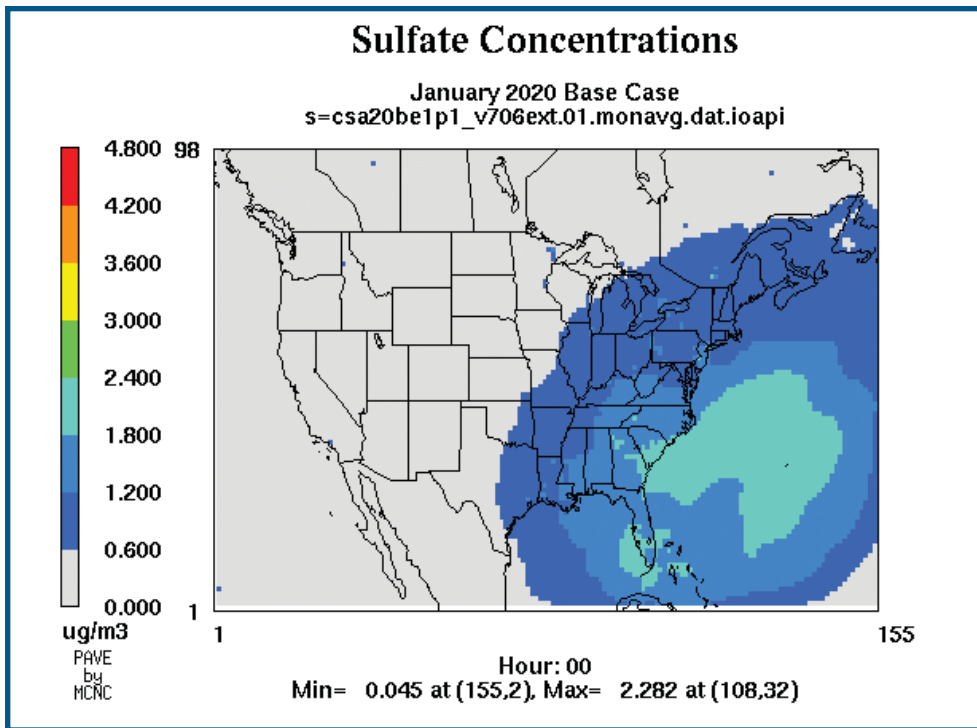 Sulfate Concentrations
January 2020 Base Case
s=csa20be1p1_v706ext.01.monavg.dat.ioapi
4.800
4.200
3.600
3.000
2.400
1.800
1.200
0.600
0.000
ug/m3
PAVE
by
MCNC
98
1
1
155
Hour: 00
Min= 0.045 at (155,2), Max= 2.282 at (108,32)